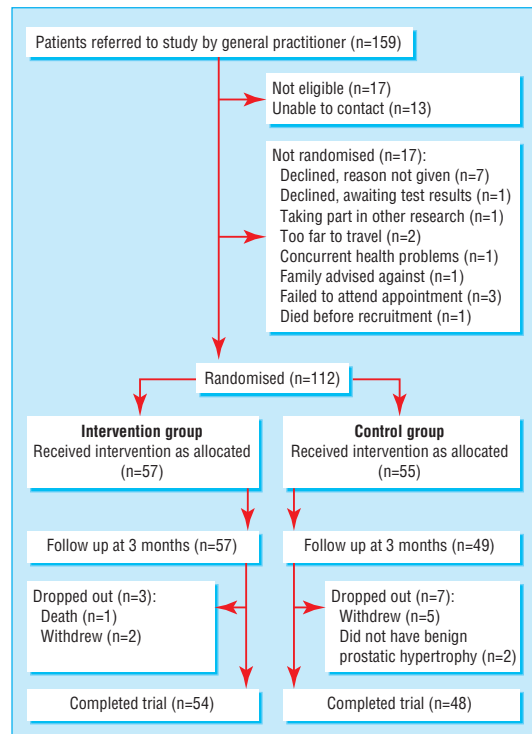 Patients referred to study by general practitioner (n=159)
Not eligible (n=17)
Unable to contact (n=13)
Not randomised (n=17):
Declined, reason not given (n=7)
Declined, awaiting test results (n=1)
Taking part in other research (n=1)
Too far to travel (n=2)
Concurrent health problems (n=1)
Family advised against (n=1)
Failed to attend appointment (n=3)
Died before recruitment (n=1)
Randomised (n=112)
Intervention group
Received intervention as allocated
(n=57)
Control group
Received intervention as allocated
(n=55)
Follow up at 3 months (n=57)
Follow up at 3 months (n=49)
Dropped out (n=3):
Death (n=1)
Withdrew (n=2)
Dropped out (n=7):
Withdrew (n=5)
Did not have benign
prostatic hypertrophy (n=2)
Completed trial (n=54)
Completed trial (n=48)